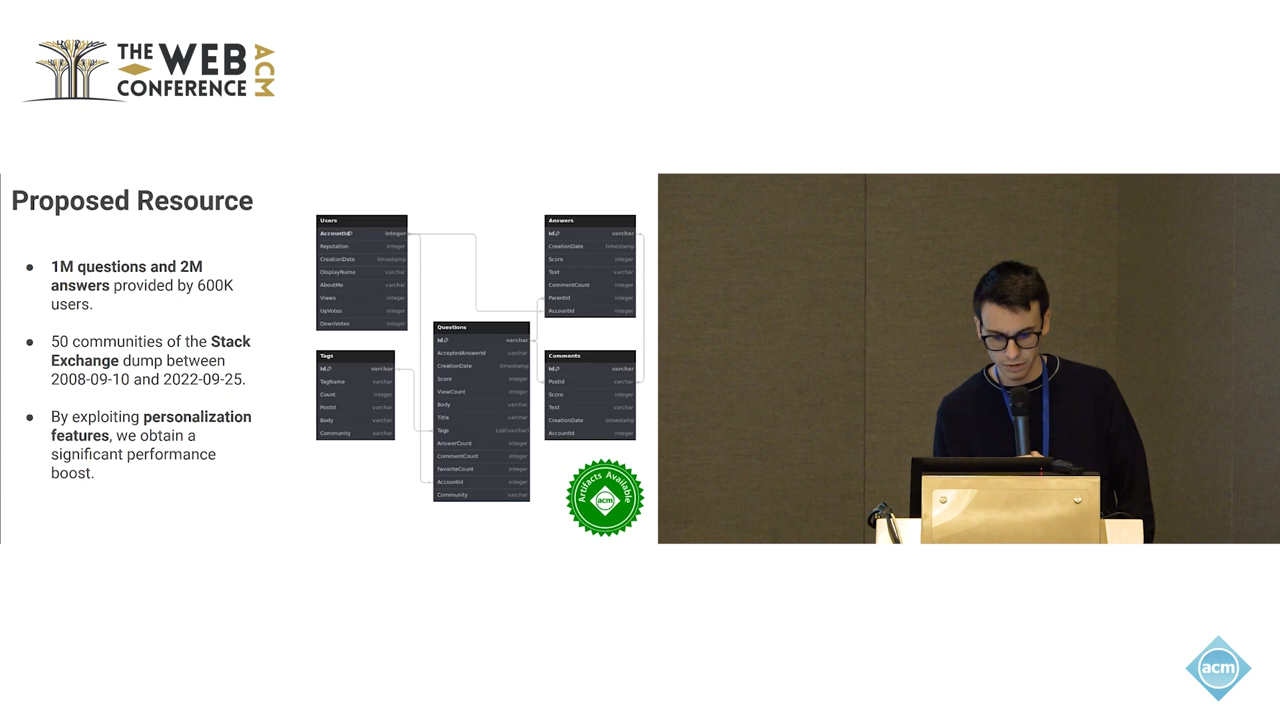 THE WEB
CONFERENCE
ACM
Proposed Resource
● 1M questions and 2M
answers provided by 600K
users.
● 50 communities of the Stack
Exchange dump between
2008-09-10 and 2022-09-25.
● By exploiting personalization
features, we obtain a
significant performance
boost.
Users
AccountId integer
Reputation integer
CreationDate timestamp
DisplayName varchar
AboutMe varchar
Views integer
UpVotes integer
DownVotes integer
Tags
Id varchar
TagName varchar
Count integer
PostId varchar
Body varchar
Community varchar
Questions
Id varchar
AcceptedAnswerId varchar
CreationDate timestamp
Score integer
ViewCount integer
Body varchar
Title varchar
Tags List(varchar)
AnswerCount integer
CommentCount integer
FavoriteCount integer
AccountId integer
Community varchar
Answers
Id varchar
CreationDate timestamp
Score integer
Text varchar
CommentCount integer
ParentId integer
AccountId integer
Comments
Id varchar
PostId varchar
Score integer
Text varchar
CreationDate timestamp
AccountId integer
Artifacts Available
acm
acm